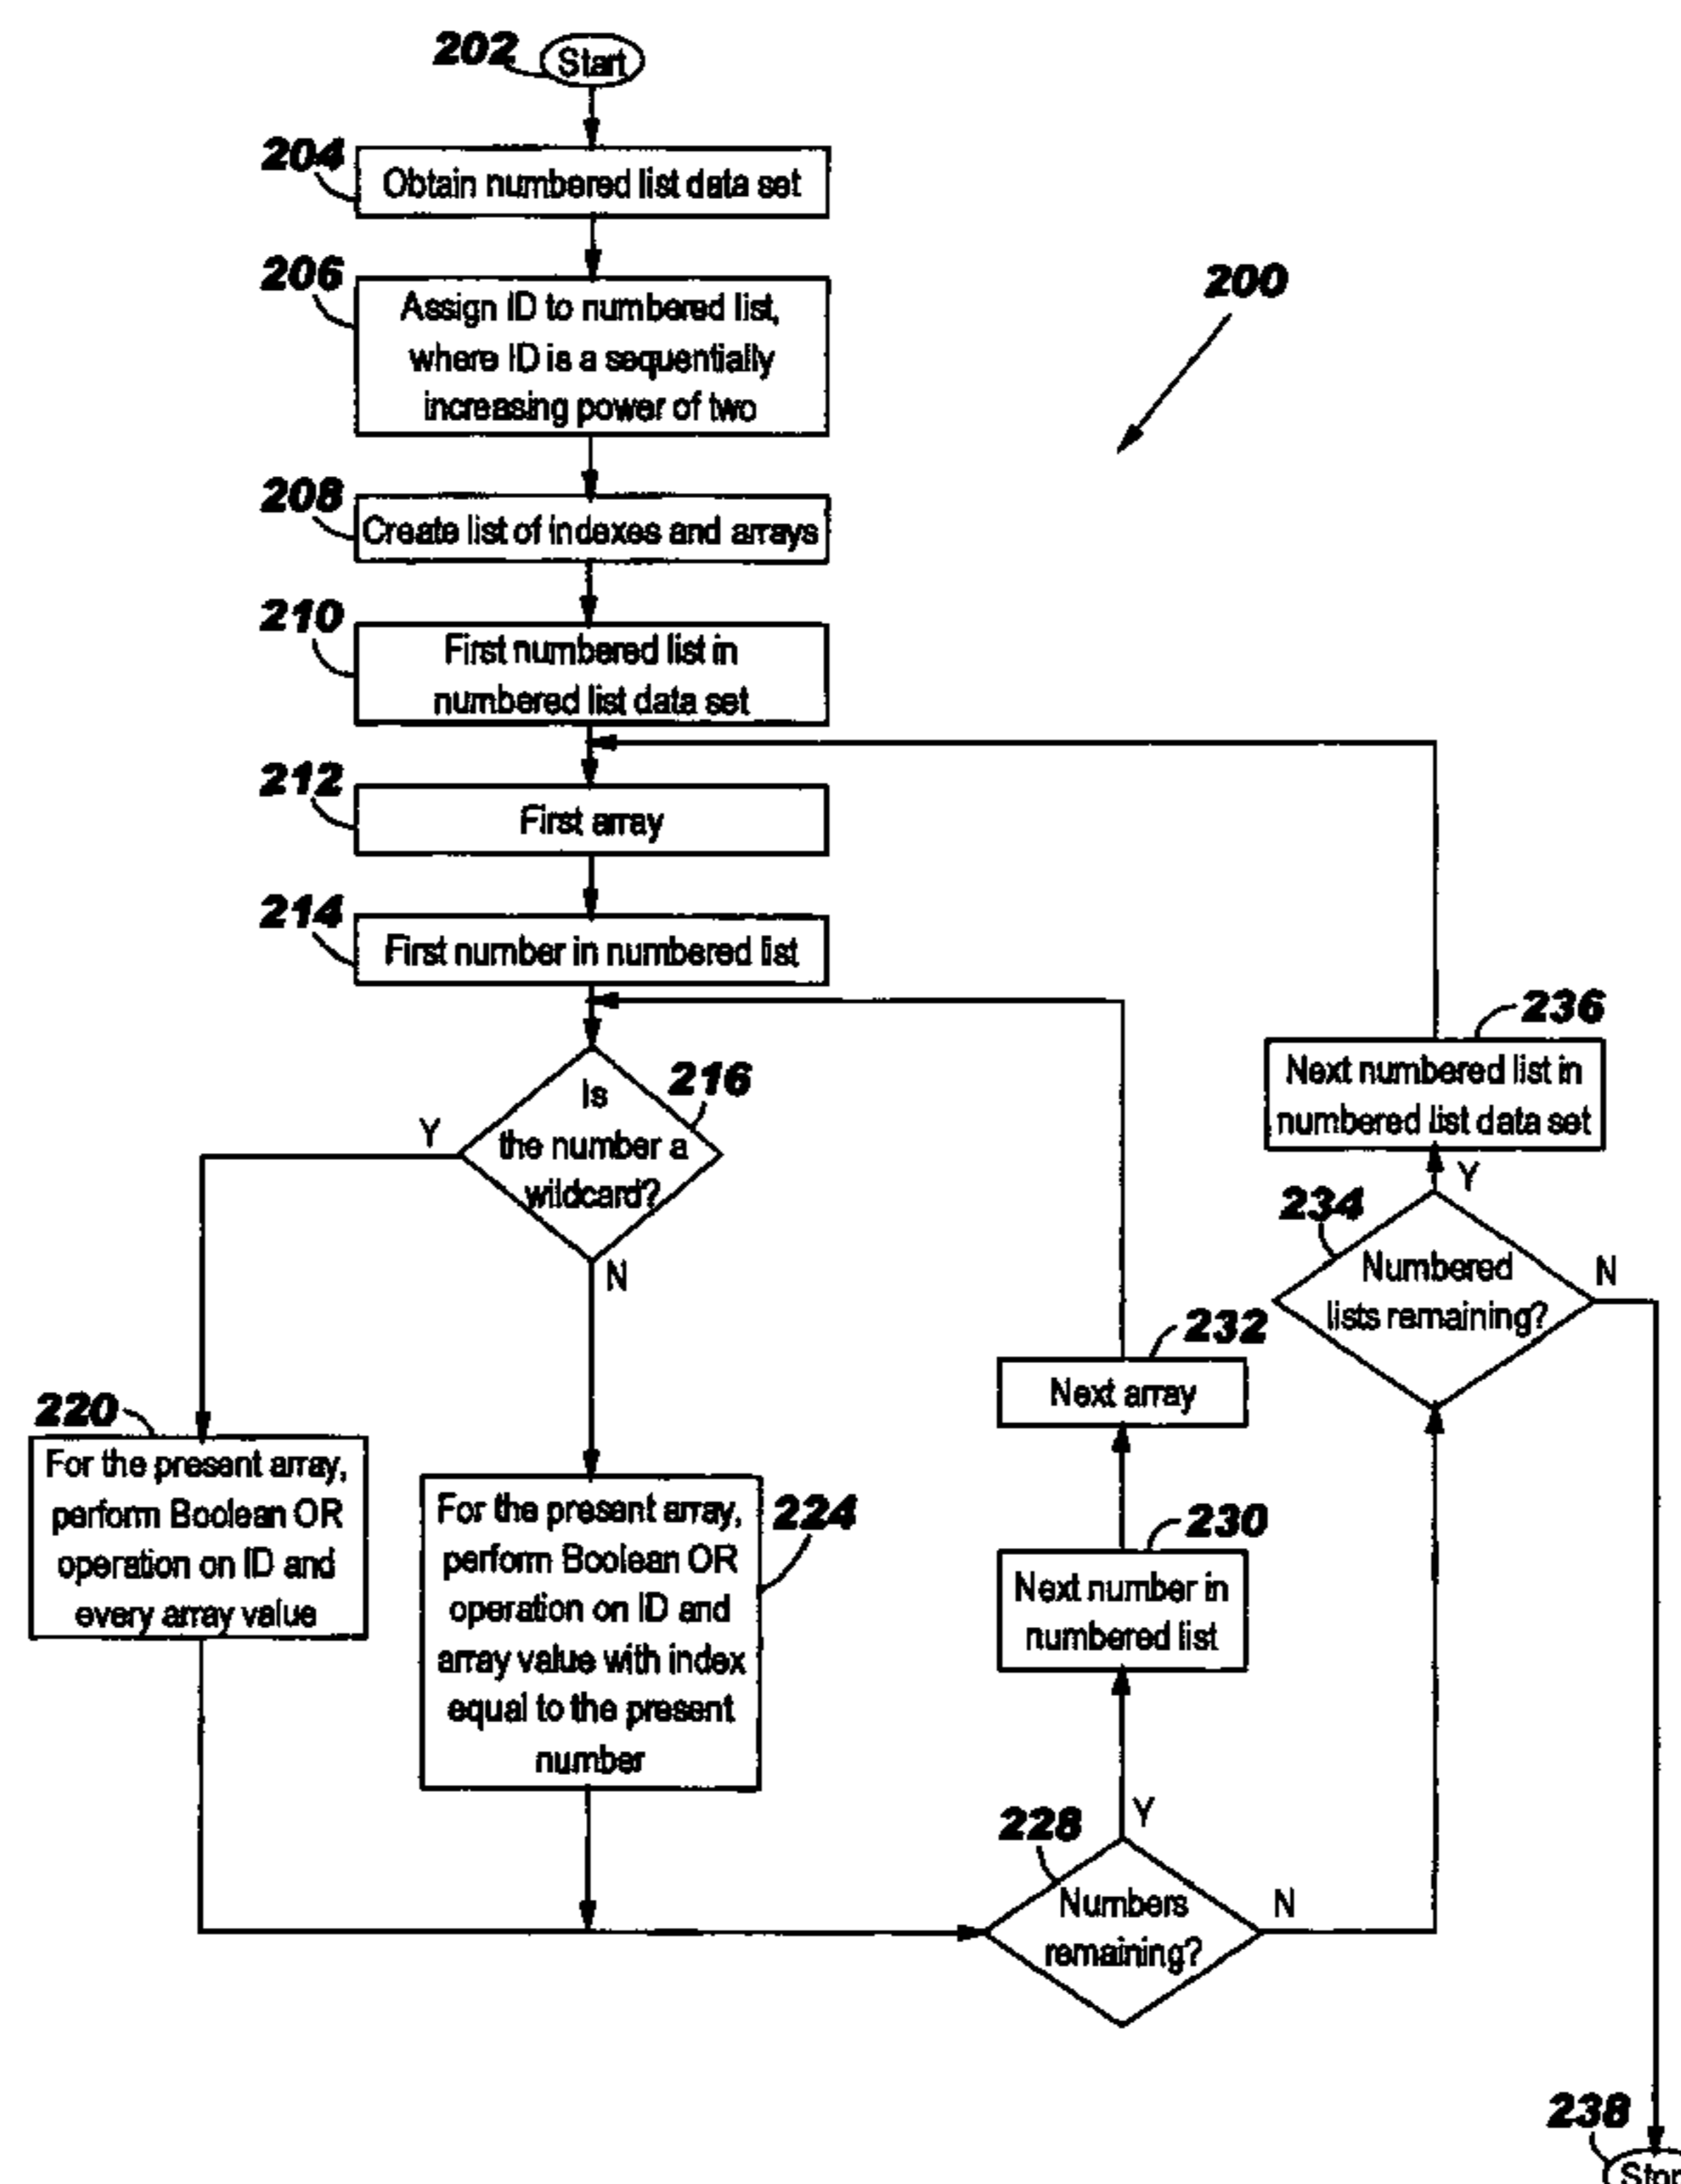 202
Start
204
Obtain numbered list data set
206
Assign ID to numbered list,
where ID is a sequentially
increasing power of two
200
208
Create list of indexes and arrays
210
First numbered list in
numbered list data set
212
First array
214
First number in numbered list
216
Is
the number a
wildcard?
Y
N
220
For the present array,
perform Boolean OR
operation on ID and
every array value
224
For the present array,
perform Boolean OR
operation on ID and
array value with index
equal to the present
number
228
Numbers
remaining?
Y
N
230
Next number in
numbered list
232
Next array
234
Numbered
lists remaining?
Y
N
236
Next numbered list in
numbered list data set
238
Stop